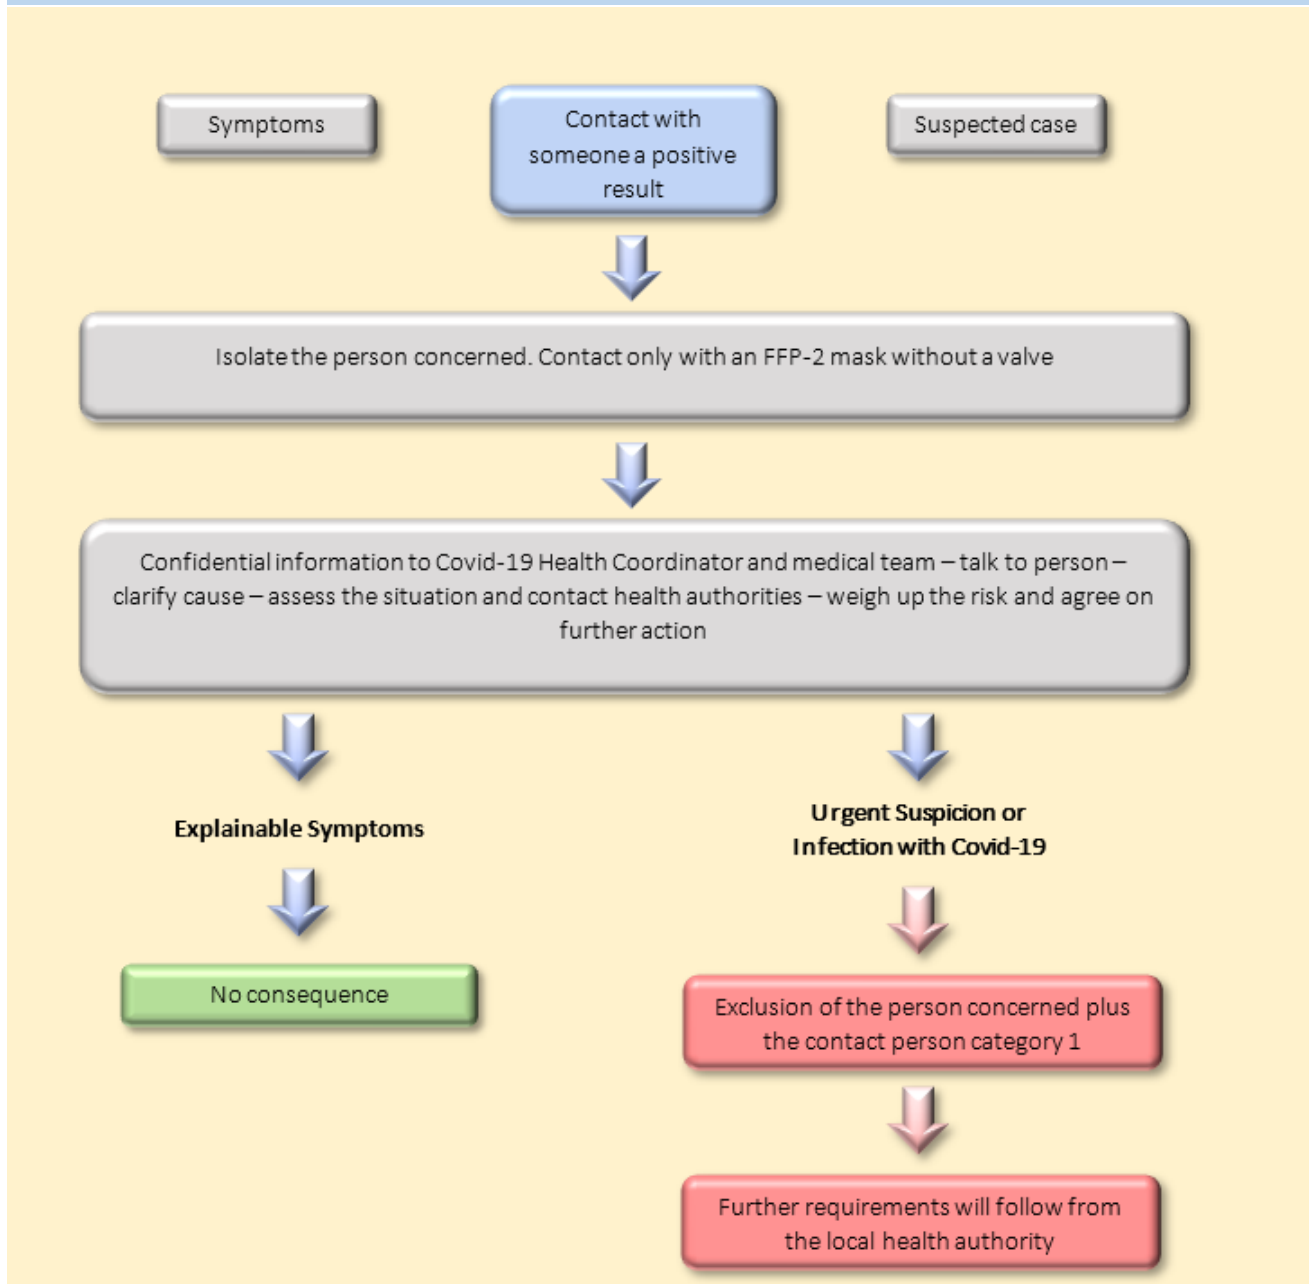 Symptoms
Contact with
someone a positive
result
Suspected case
Isolate the person concerned. Contact only with an FFP-2 mask without a valve
Confidential information to Covid-19 Health Coordinator and medical team – talk to person –
clarify cause – assess the situation and contact health authorities – weigh up the risk and agree on
further action
Explainable Symptoms
Urgent Suspicion or
Infection with Covid-19
No consequence
Exclusion of the person concerned plus
the contact person category 1
Further requirements will follow from
the local health authority